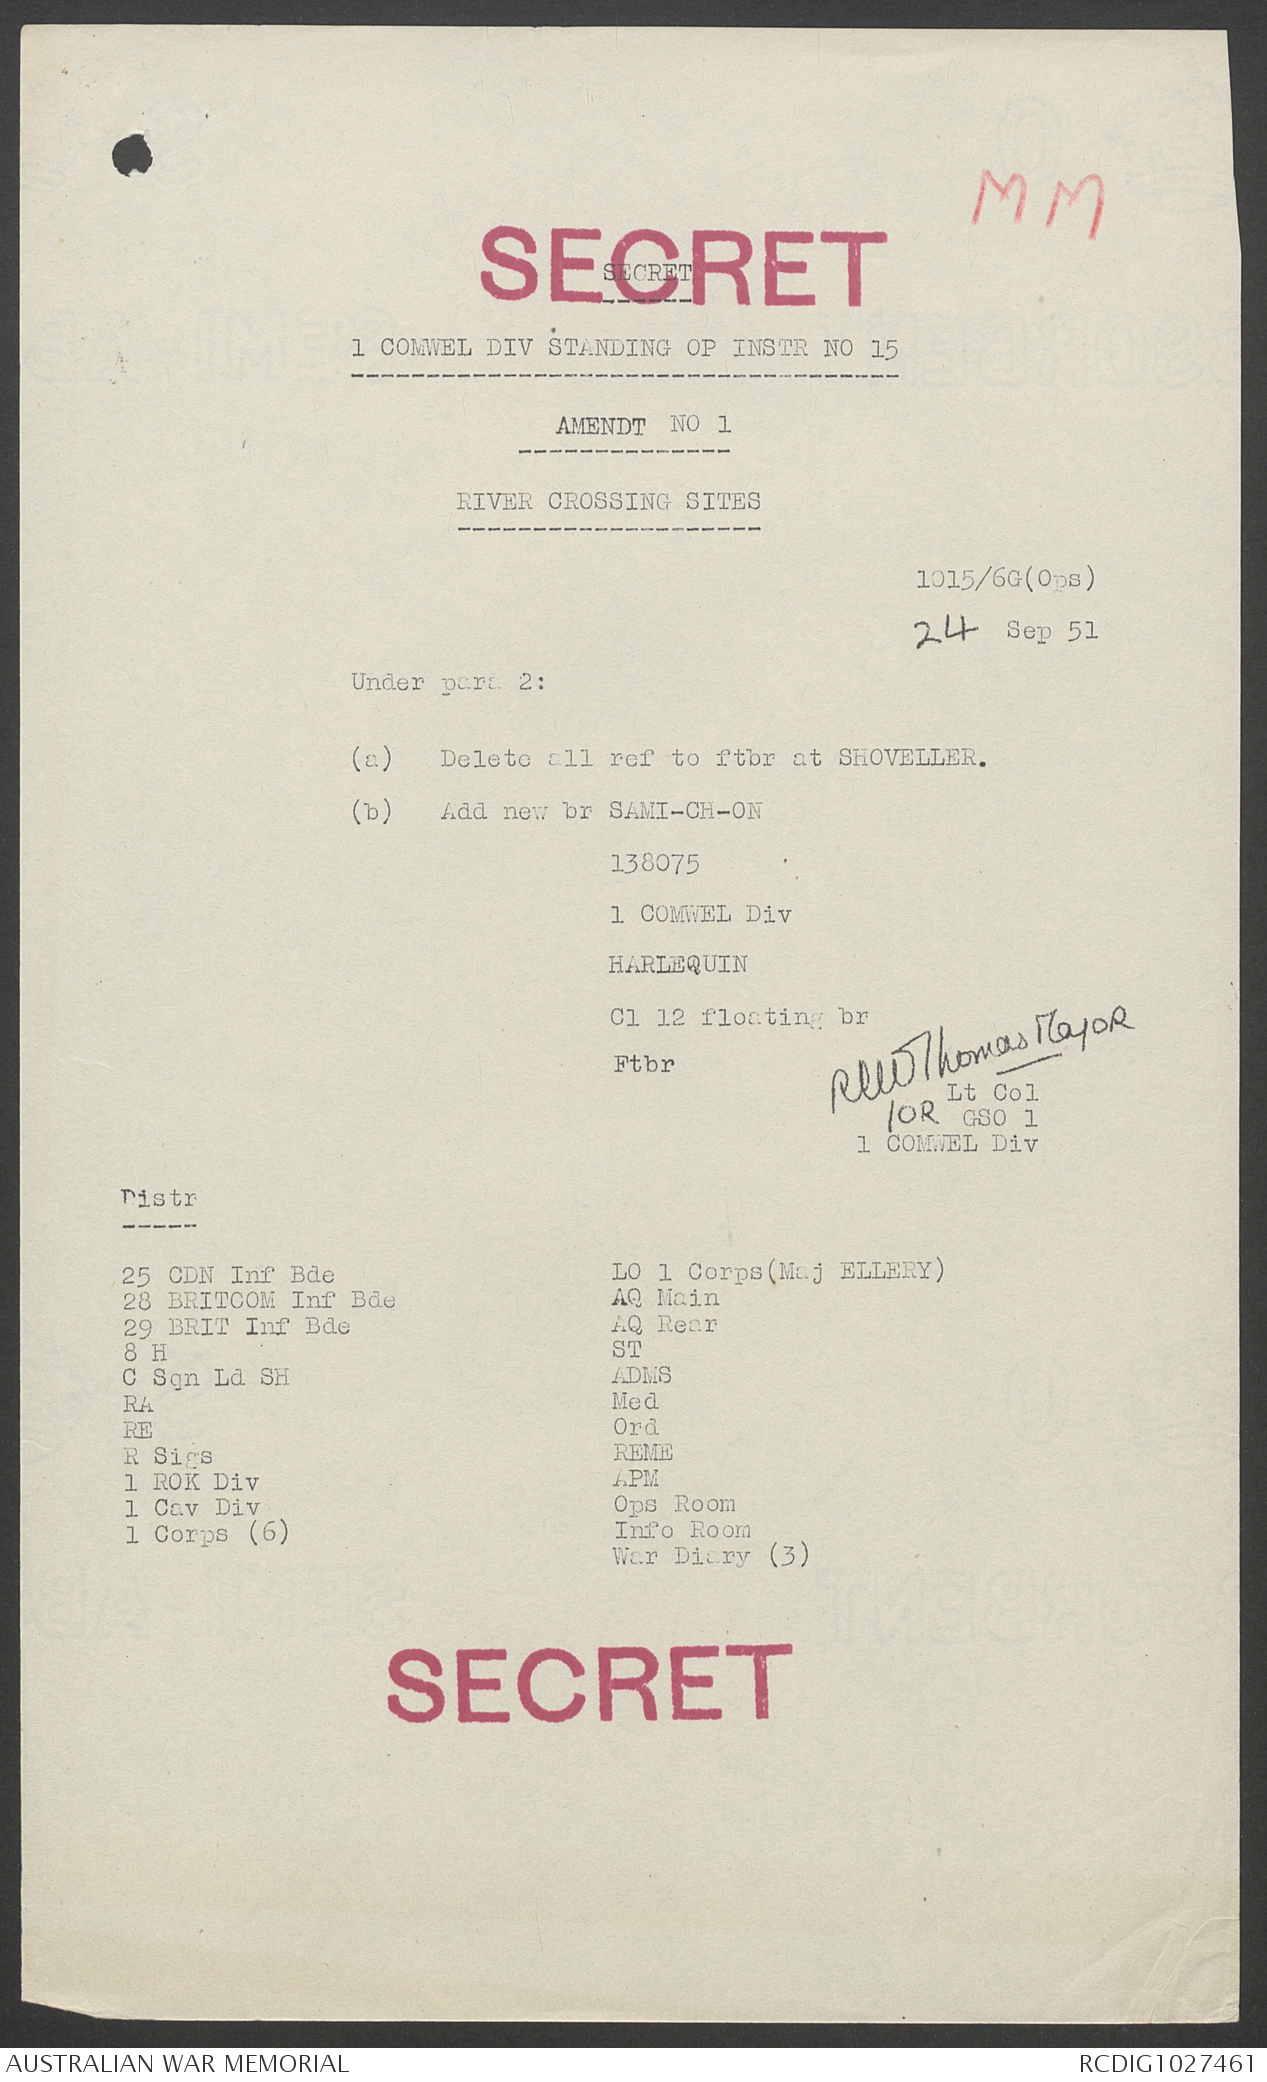 MM
SECRET
SECRET
1 COMWEL DIV STANDING OP INSTR NO 15
AMENDT NO 1
RIVER CROSSING SITES
1015/6G(Ops)
24 Sep 51
Under para 2:
(a) Delete all ref to ftbr at SHOVELLER.
(b) Add new br SAMI-CH-ON
138075
1 COMWEL Div
HARLEQUIN
Cl 12 floating br
Ftbr
Thomas Major
Lt Col
GSO 1
1 COMWEL Div
Distr
25 CDN Inf Bde
28 BRITCOM Inf Bde
29 BRIT Inf Bde
8 H
C Sqn Ld SH
RA
RE
R Sigs
1 ROK Div
1 Cav Div
1 Corps (6)
LO 1 Corps(Maj ELLERY)
AQ Main
AQ Rear
ST
ADMS
Med
Ord
REME
APM
Ops Room
Info Room
War Diary (3)
SECRET
AUSTRALIAN WAR MEMORIAL
RCDIG1027461